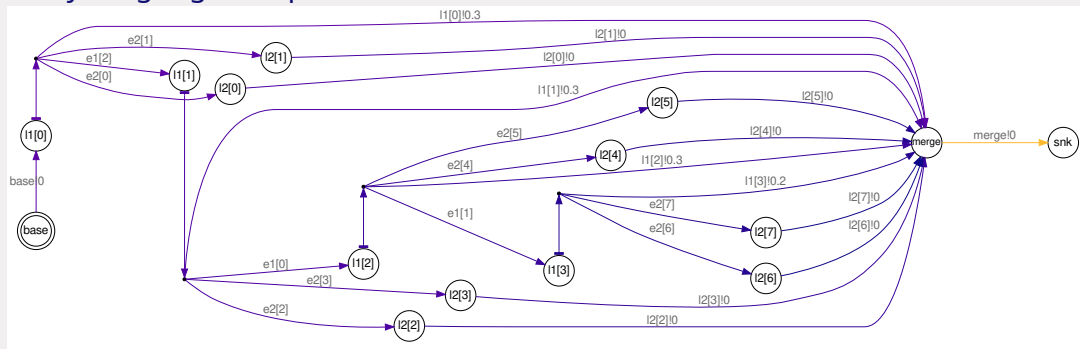 l1[0]!0.3
e2[1]
l2[1]
l2[1]!0
e1[2]
l1[1]
e2[0]
l2[0]
l2[0]!0
l1[1]!0.3
l1[0]
base!0
base
e2[5]
l2[5]
l2[5]!0
e2[4]
l2[4]
l2[4]!0
l1[2]!0.3
merge
merge!0
snk
l1[3]!0.2
e1[1]
e2[7]
l2[7]
l2[7]!0
e2[6]
l2[6]
l2[6]!0
e1[0]
l1[2]
l1[3]
e2[3]
l2[3]
l2[3]!0
e2[2]
l2[2]
l2[2]!0